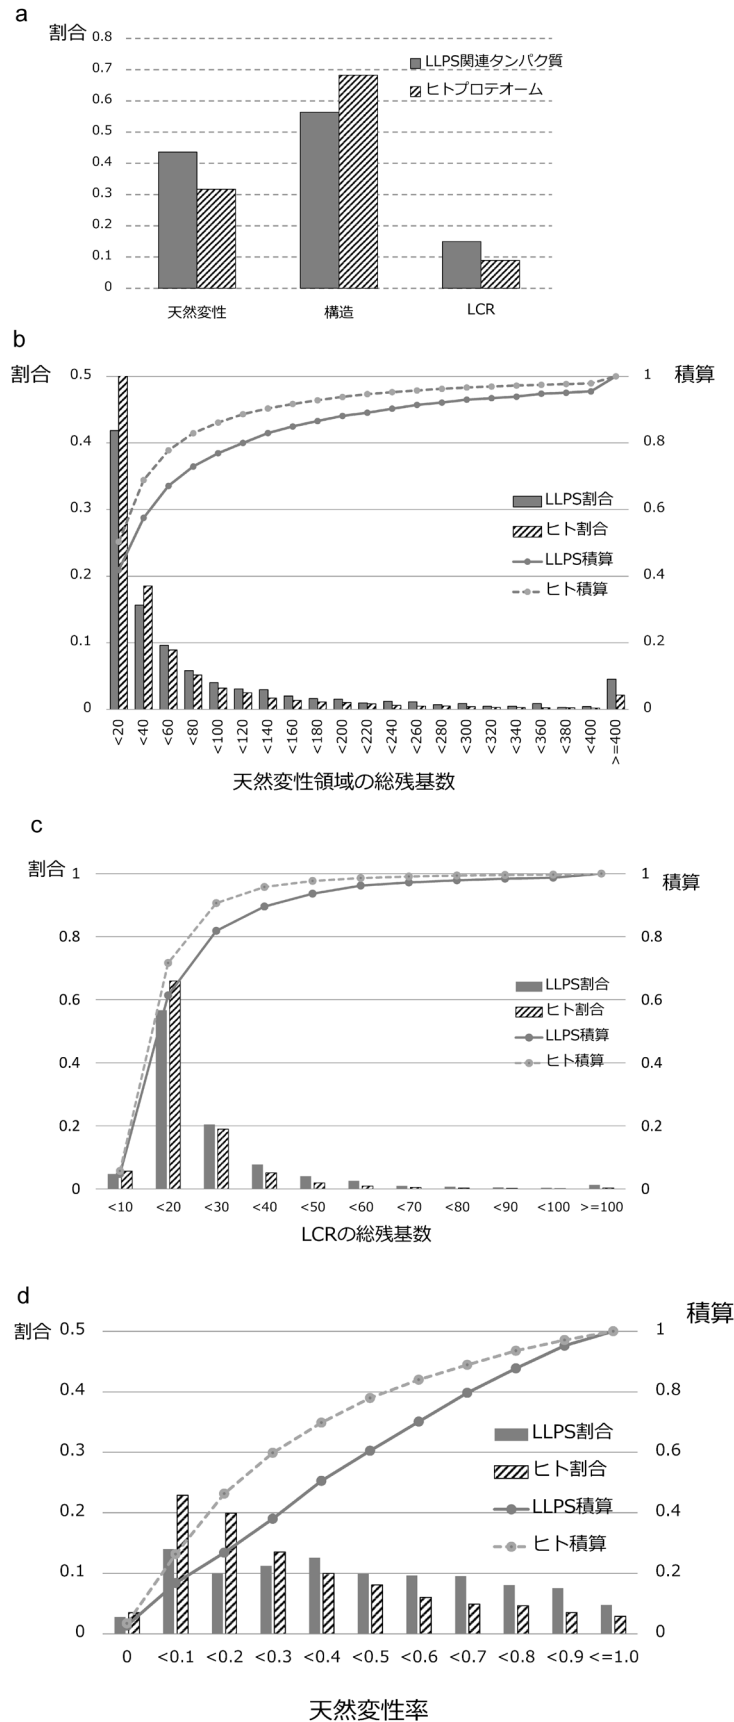 a
割合
0.8
0.7
0.6
0.5
0.4
0.3
0.2
0.1
0
LLPS関連タンパク質
ヒトプロテオーム
天然変性 構造 LCR
b
割合 積算
0.5
0.4
0.3
0.2
0.1
0
1
0.8
0.6
0.4
0.2
0
LLPS割合
ヒト割合
LLPS積算
ヒト積算
<20 <40 <60 <80 <100 <120 <140 <160 <180 <200 <220 <240 <260 <280 <300 <320 <340 <360 <380 <400 >=400
天然変性領域の総残基数
c
割合 積算
1
0.8
0.6
0.4
0.2
0
1
0.8
0.6
0.4
0.2
0
LLPS割合
ヒト割合
LLPS積算
ヒト積算
<10 <20 <30 <40 <50 <60 <70 <80 <90 <100 >=100
LCRの総残基数
d
割合 積算
0.5
0.4
0.3
0.2
0.1
0
1
0.8
0.6
0.4
0.2
0
LLPS割合
ヒト割合
LLPS積算
ヒト積算
0 <0.1 <0.2 <0.3 <0.4 <0.5 <0.6 <0.7 <0.8 <0.9 <=1.0
天然変性率